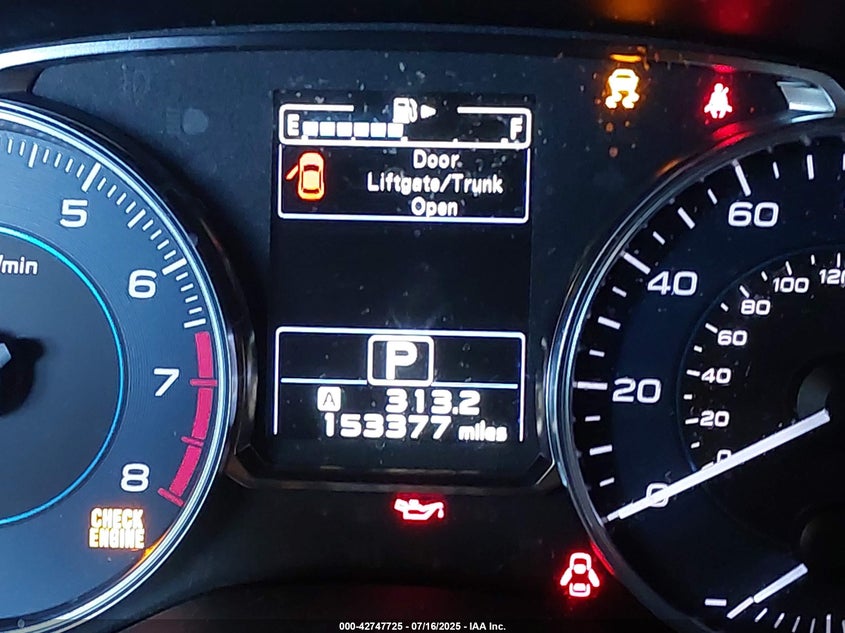 E F
Door
Liftgate/Trunk
Open
5
6
7
8
/min
CHECK
ENGINE
P
A 313.2
153377 miles
60
40
20
0
120
100
80
60
40
20
0
000-42747725 - 07/16/2025 - IAA Inc.